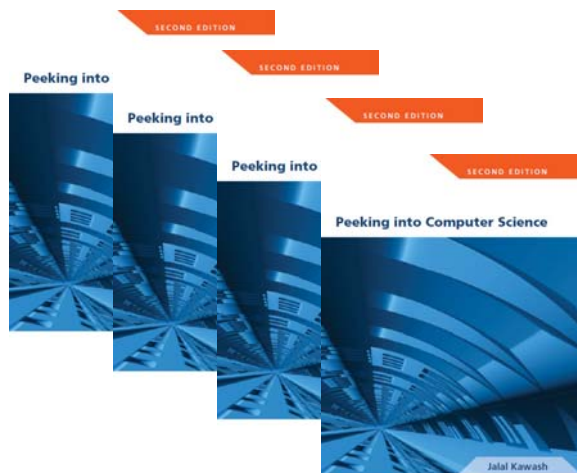 SECOND EDITION
Peeking into
SECOND EDITION
Peeking into
SECOND EDITION
Peeking into
SECOND EDITION
Peeking into Computer Science
Jalal Kawash